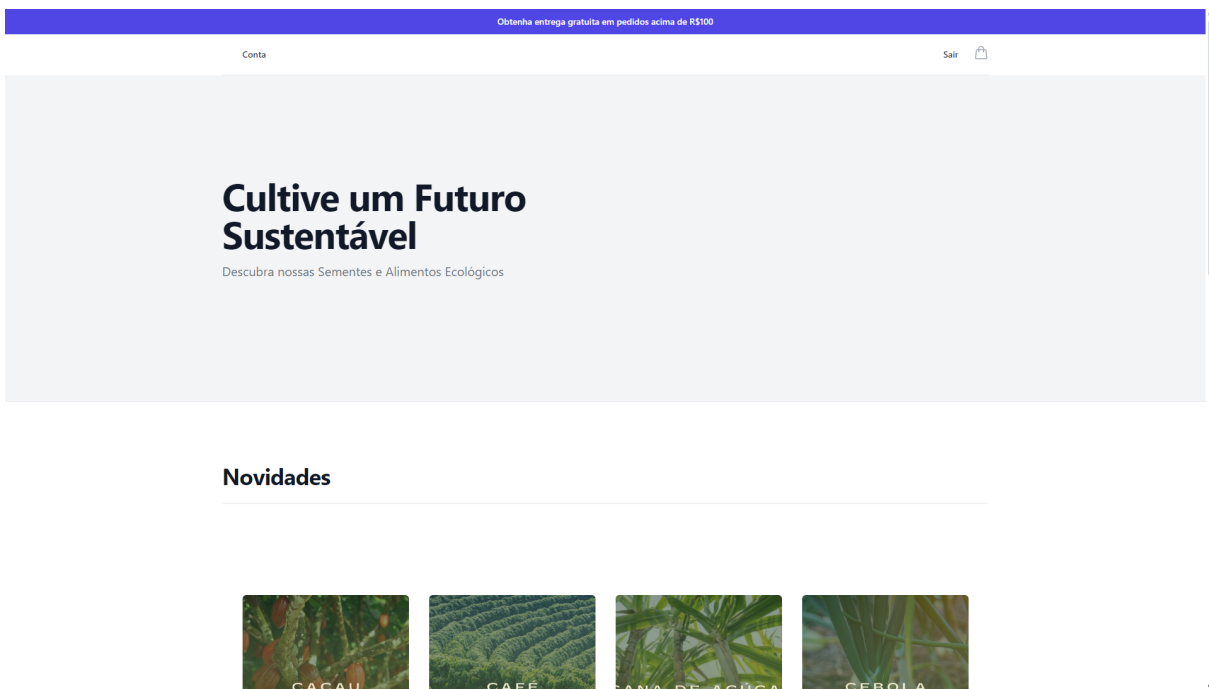 Obtenha entrega gratuita em pedidos acima de R$100
Conta
Sair
Cultive um Futuro
Sustentável
Descubra nossas Sementes e Alimentos Ecológicos
Novidades
CACAU
CAFÉ
CANA DE AÇÚCA
CEBOLA